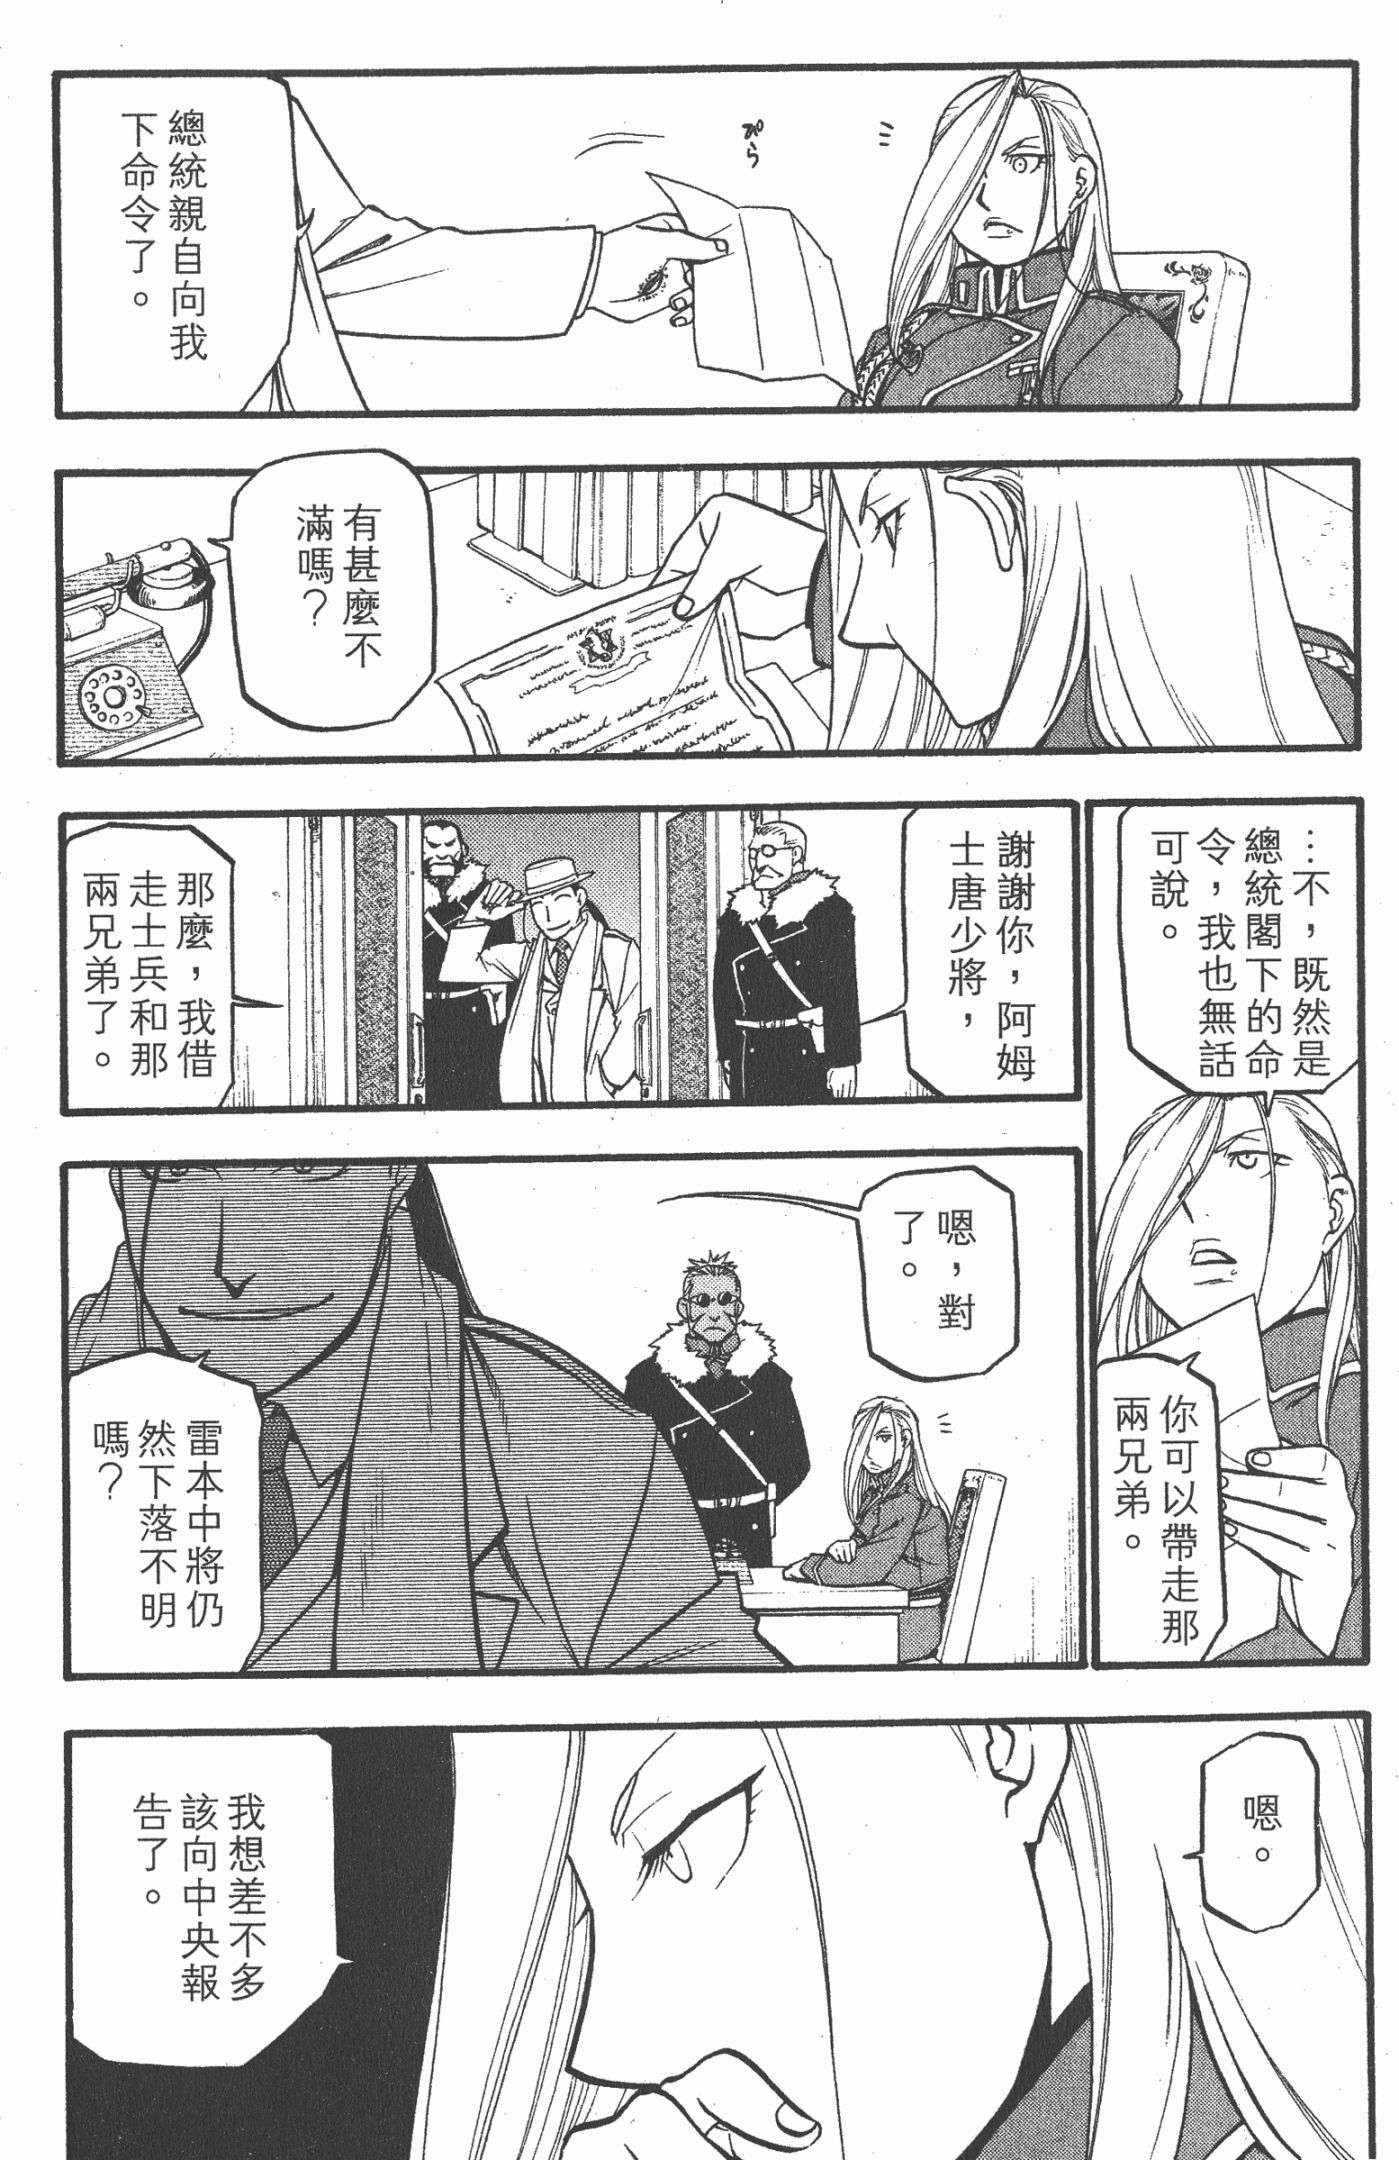 ぴら
總統親自向我
下命令了。
有甚麼不
滿嗎？
…不，既然是
總統閣下的命
令，我也無話
可說。
你可以帶走那
兩兄弟。
謝謝你，阿姆
士唐少將，
那麼，我借
走士兵和那
兩兄弟了。
嗯，對
了。
雷本中將仍
然下落不明
嗎？
嗯。
我想差不多
該向中央報
告了。